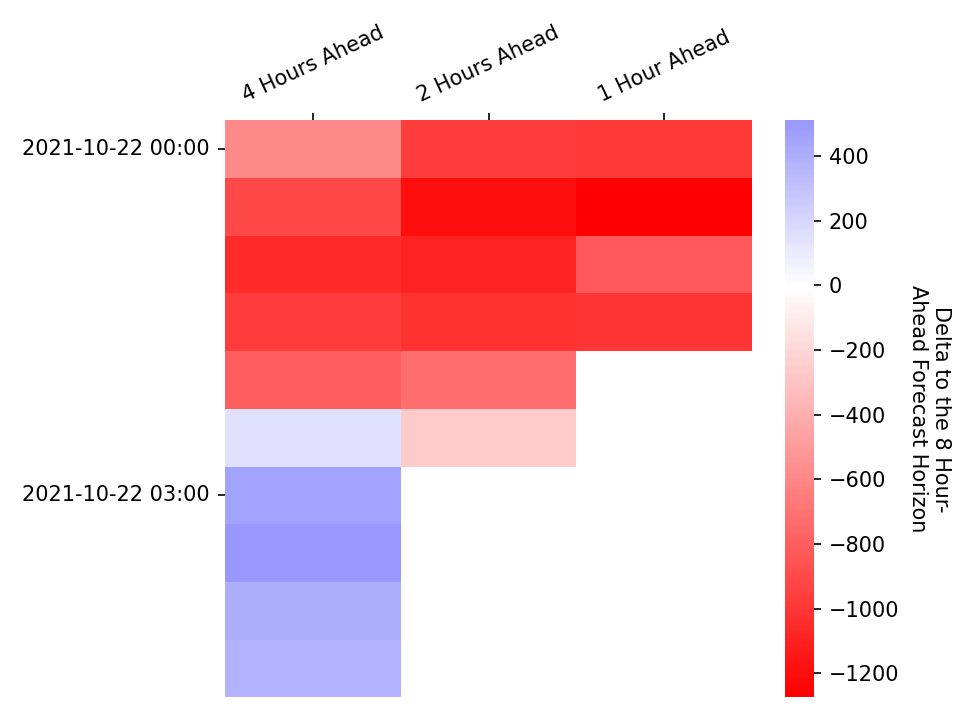 4 Hours Ahead
2 Hours Ahead
1 Hour Ahead
2021-10-22 00:00
2021-10-22 03:00
400
200
0
−200
−400
−600
−800
−1000
−1200
Delta to the 8 Hour-
Ahead Forecast Horizon